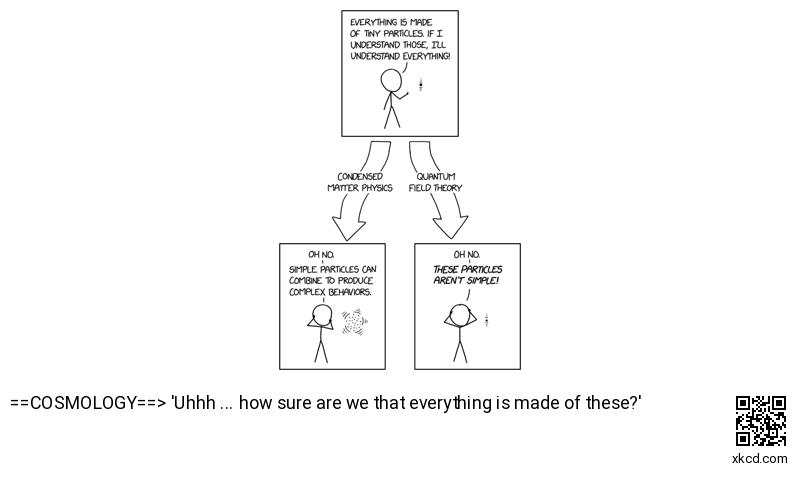 EVERYTHING IS MADE
OF TINY PARTICLES. IF I
UNDERSTAND THOSE, I'LL
UNDERSTAND EVERYTHING!
CONDENSED
MATTER PHYSICS
QUANTUM
FIELD THEORY
OH NO.
SIMPLE PARTICLES CAN
COMBINE TO PRODUCE
COMPLEX BEHAVIORS.
OH NO.
THESE PARTICLES
AREN'T SIMPLE!
==COSMOLOGY==> 'Uhhh ... how sure are we that everything is made of these?'
xkcd.com